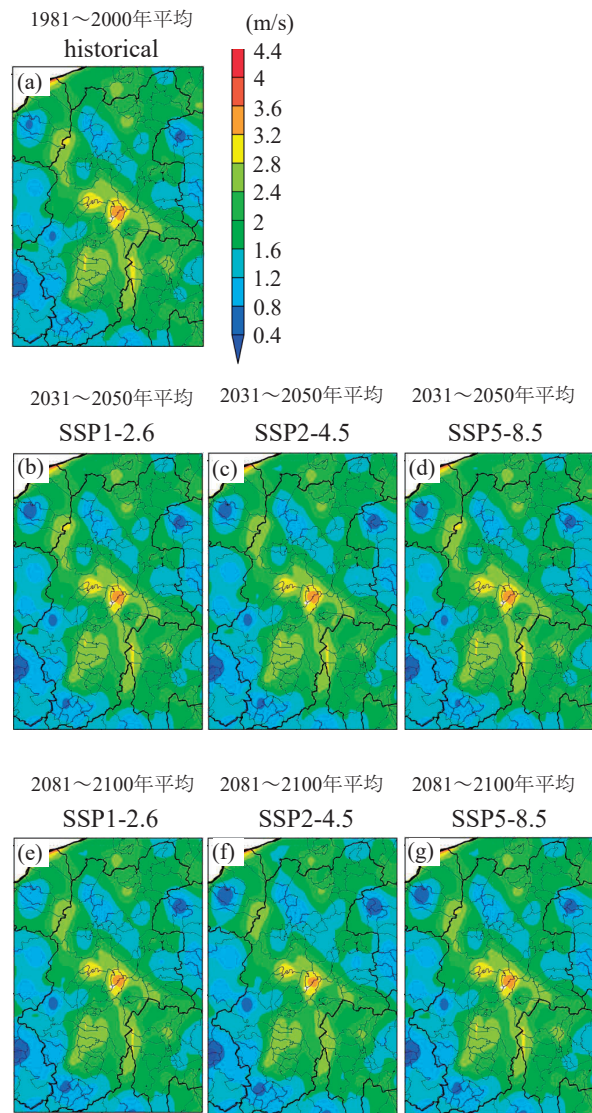 1981～2000年平均
historical
(m/s)
(a)
4.4
4
3.6
3.2
2.8
2.4
2
1.6
1.2
0.8
0.4
2031～2050年平均
2031～2050年平均
2031～2050年平均
SSP1-2.6
SSP2-4.5
SSP5-8.5
(b)
(c)
(d)
2081～2100年平均
2081～2100年平均
2081～2100年平均
SSP1-2.6
SSP2-4.5
SSP5-8.5
(e)
(f)
(g)